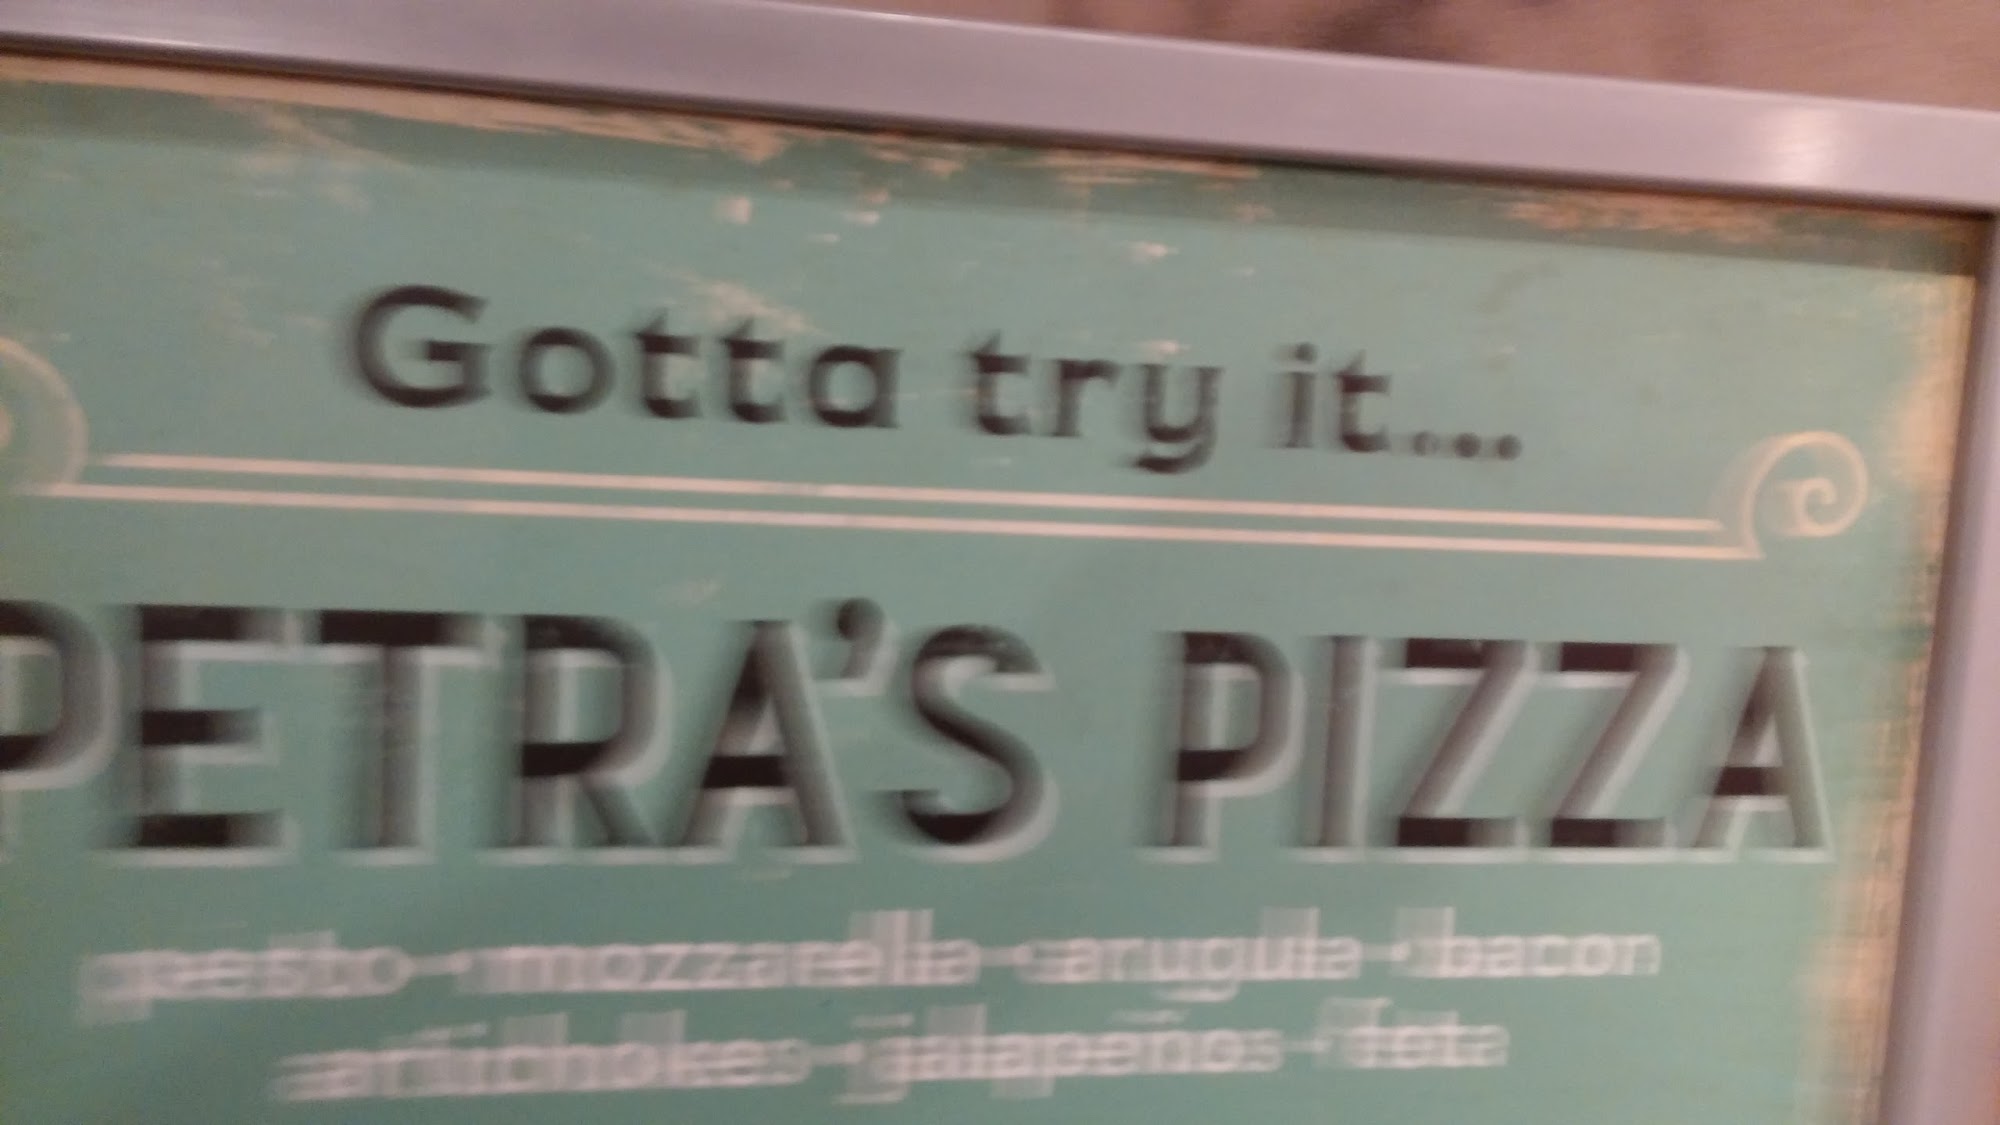 Gotta try it...
PETRA'S PIZZA
pesto • mozzarella • arugula • bacon
artichokes • jalapeños • feta